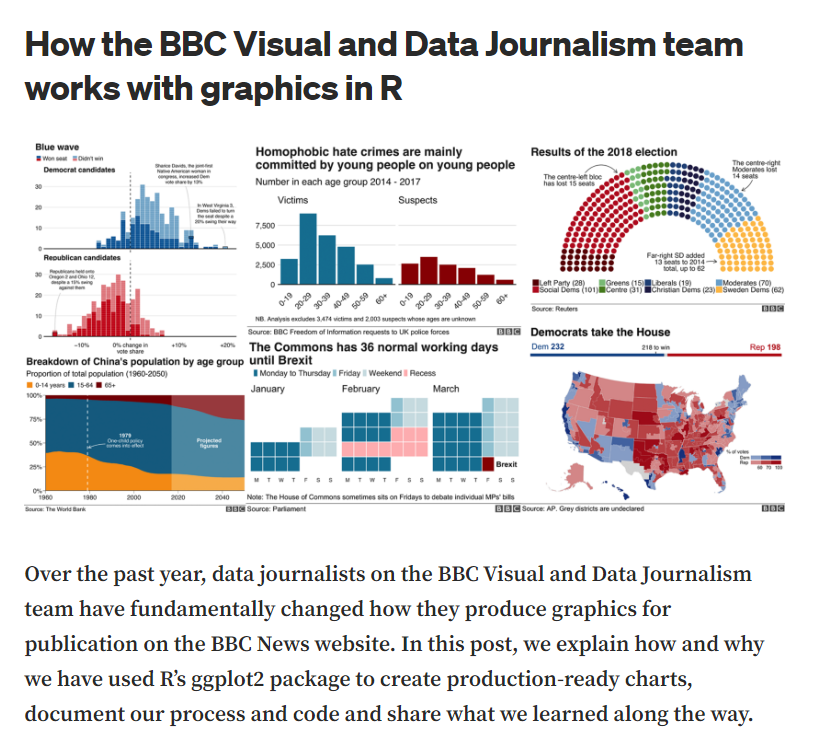 How the BBC Visual and Data Journalism team
works with graphics in R
Blue wave
Won seat Didn't win
Democrat candidates
Sharice Davids, the joint-first
Native American woman in
congress, increased Dem
vote share by 13%
In West Virginia 3,
Dems failed to turn
the seat despite a
20% swing their way
30
20
10
0
Republican candidates
Republicans held onto
Oregon 2 and Ohio 12,
despite a 15% swing
against them
30
20
10
0
-10% 0% change in
vote share +10% +20%
Homophobic hate crimes are mainly
committed by young people on young people
Number in each age group 2014 - 2017
Victims Suspects
7,500
5,000
2,500
0
0-19 20-29 30-39 40-49 50-59 60+ 0-19 20-29 30-39 40-49 50-59 60+
NB. Analysis excludes 3,474 victims and 2,003 suspects whose ages are unknown
Source: BBC Freedom of Information requests to UK police forces BBC
Results of the 2018 election
The centre-left bloc
has lost 15 seats
The centre-right
Moderates lost
14 seats
Far-right SD added
13 seats to 2014
total, up to 62
Left Party (28) Greens (15) Liberals (19) Moderates (70)
Social Dems (101) Centre (31) Christian Dems (23) Sweden Dems (62)
Source: Reuters BBC
Breakdown of China's population by age group
Proportion of total population (1960-2050)
0-14 years 15-64 65+
100%
75%
50%
25%
0%
1979
One child policy
comes into effect
Projected
figures
1960 1980 2000 2020 2040
Source: The World Bank BBC
The Commons has 36 normal working days
until Brexit
Monday to Thursday Friday Weekend Recess
January February March
Brexit
M T W T F S S M T W T F S S M T W T F S S
Note: The House of Commons sometimes sits on Fridays to debate individual MPs' bills
Source: Parliament BBC
Democrats take the House
Dem 232 218 to win Rep 198
% of votes
Dem
Rep
50 75 100
Source: AP. Grey districts are undeclared BBC
Over the past year, data journalists on the BBC Visual and Data Journalism
team have fundamentally changed how they produce graphics for
publication on the BBC News website. In this post, we explain how and why
we have used R's ggplot2 package to create production-ready charts,
document our process and code and share what we learned along the way.